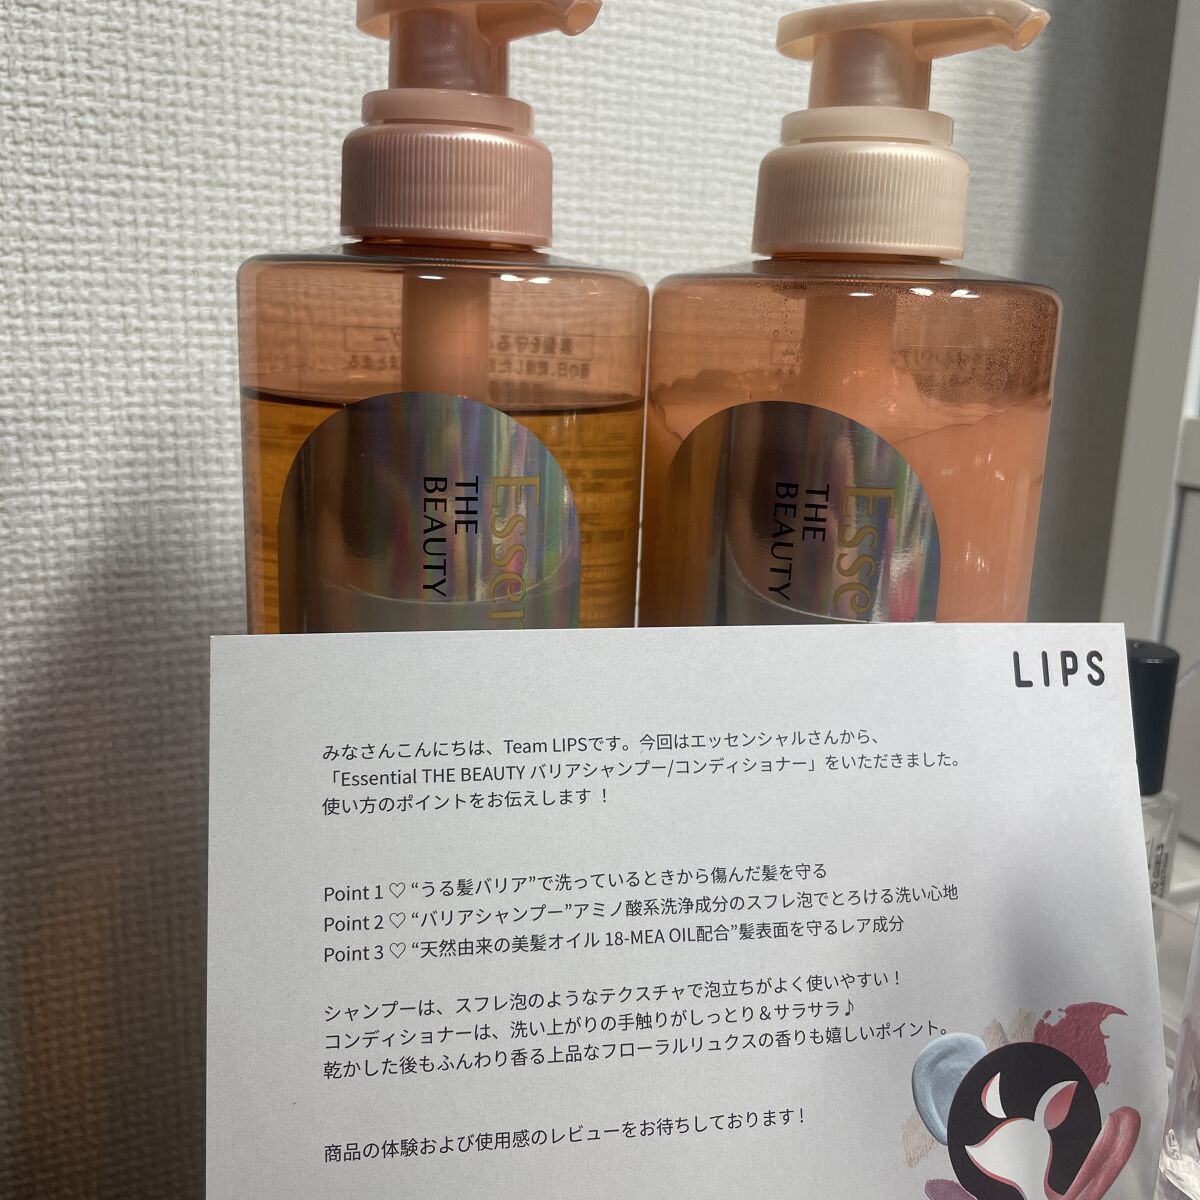 Essen
THE
BEAUTY
Esse
THE
BEAUTY
LIPS
みなさんこんにちは、Team LIPSです。今回はエッセンシャルさんから、
「Essential THE BEAUTY バリアシャンプー/コンディショナー」をいただきました。
使い方のポイントをお伝えします！
Point 1 ♡ “うる髪バリア”で洗っているときから傷んだ髪を守る
Point 2 ♡ “バリアシャンプー”アミノ酸系洗浄成分のスフレ泡でとろける洗い心地
Point 3 ♡ “天然由来の美髪オイル 18-MEA OIL配合”髪表面を守るレア成分
シャンプーは、スフレ泡のようなテクスチャで泡立ちがよく使いやすい！
コンディショナーは、洗い上がりの手触りがしっとり＆サラサラ♪
乾かした後もふんわり香る上品なフローラルリュクスの香りも嬉しいポイント。
商品の体験および使用感のレビューをお待ちしております！